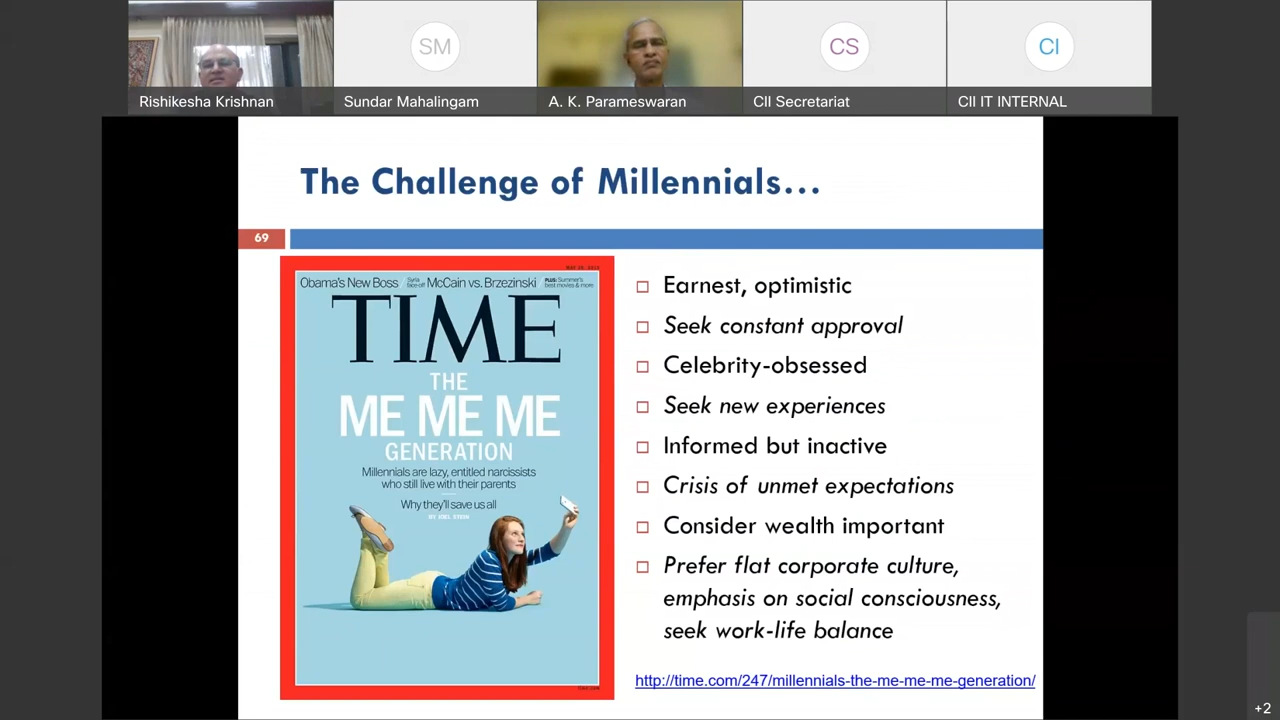 SM
CS
CI
Rishikesha Krishnan
Sundar Mahalingam
A. K. Parameswaran
CII Secretariat
CII IT INTERNAL
The Challenge of Millennials...
69
Obama's New Boss / Syria face off McCain vs. Brzezinski / PLUS: Summer's best movies & more
TIME
THE
ME ME ME
GENERATION
Millennials are lazy, entitled narcissists
who still live with their parents
Why they'll save us all
BY JOEL STEIN
Earnest, optimistic
Seek constant approval
Celebrity-obsessed
Seek new experiences
Informed but inactive
Crisis of unmet expectations
Consider wealth important
Prefer flat corporate culture,
emphasis on social consciousness,
seek work-life balance
http://time.com/247/millennials-the-me-me-me-generation/
+2